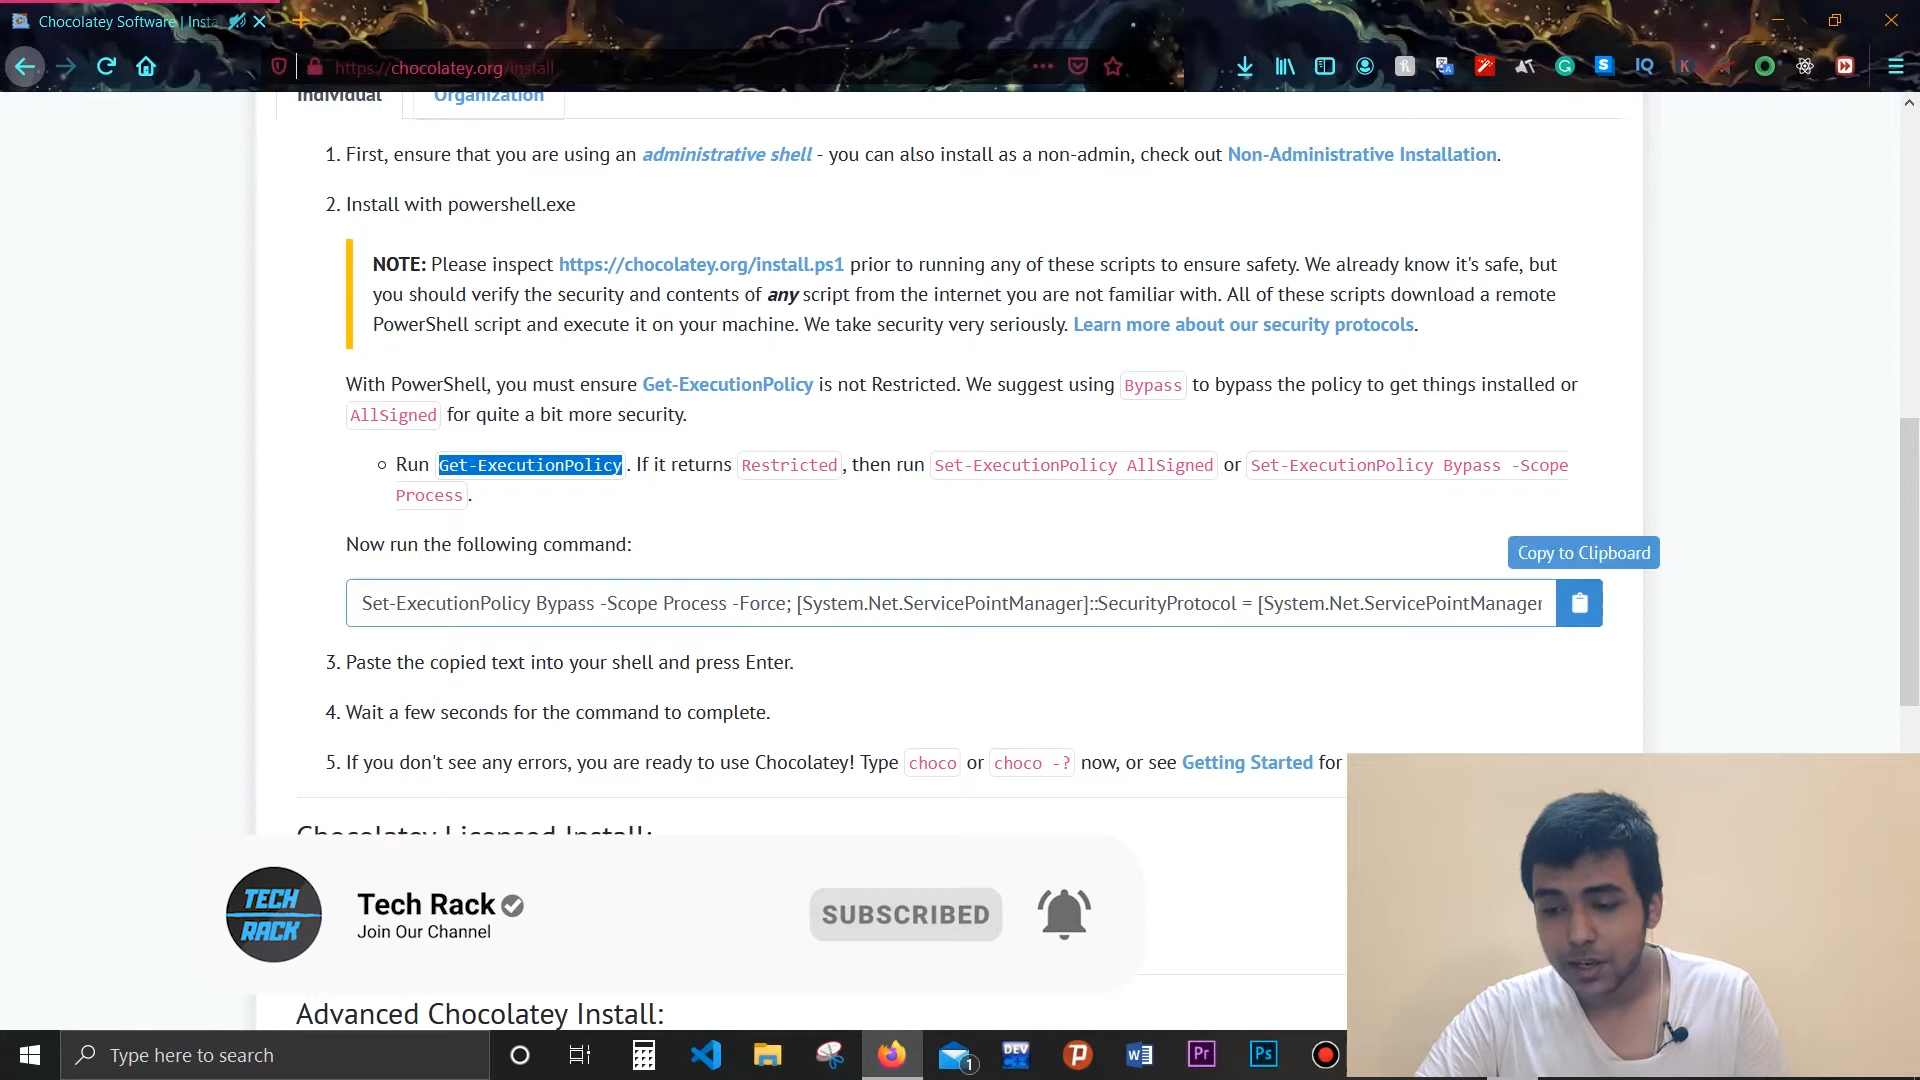 Chocolatey Software | Insta
https://chocolatey.org/install
Individual
Organization
1. First, ensure that you are using an administrative shell - you can also install as a non-admin, check out Non-Administrative Installation.
2. Install with powershell.exe
NOTE: Please inspect https://chocolatey.org/install.ps1 prior to running any of these scripts to ensure safety. We already know it's safe, but
you should verify the security and contents of any script from the internet you are not familiar with. All of these scripts download a remote
PowerShell script and execute it on your machine. We take security very seriously. Learn more about our security protocols.
With PowerShell, you must ensure Get-ExecutionPolicy is not Restricted. We suggest using Bypass to bypass the policy to get things installed or
AllSigned for quite a bit more security.
Run Get-ExecutionPolicy. If it returns Restricted, then run Set-ExecutionPolicy AllSigned or Set-ExecutionPolicy Bypass -Scope
Process.
Now run the following command:
Copy to Clipboard
Set-ExecutionPolicy Bypass -Scope Process -Force; [System.Net.ServicePointManager]::SecurityProtocol = [System.Net.ServicePointManager
3. Paste the copied text into your shell and press Enter.
4. Wait a few seconds for the command to complete.
5. If you don't see any errors, you are ready to use Chocolatey! Type choco or choco -? now, or see Getting Started for
Chocolatey Licensed Install:
TECH
RACK
Tech Rack
Join Our Channel
SUBSCRIBED
Advanced Chocolatey Install:
Type here to search
1
DEV
Pr
Ps